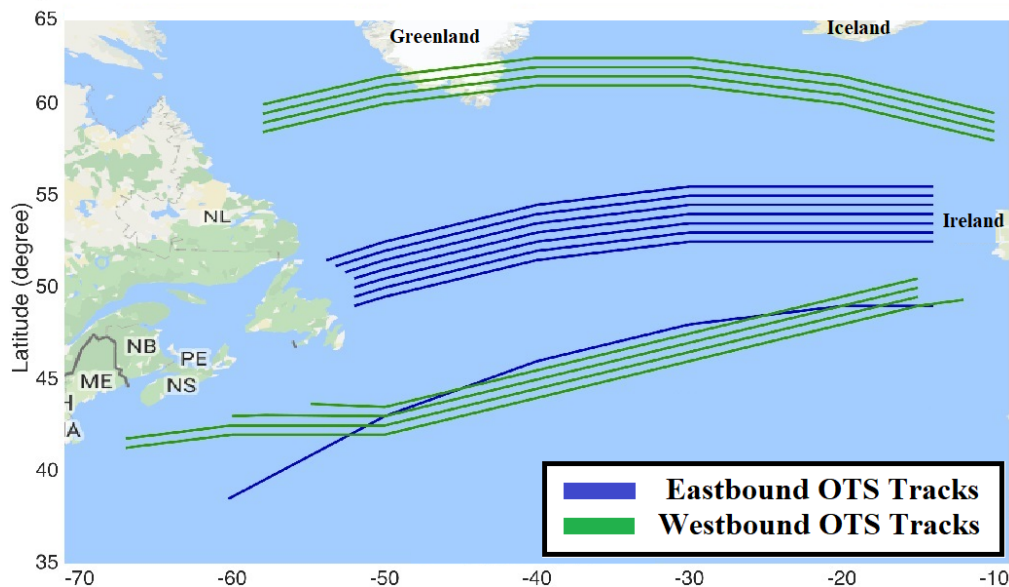 65
Greenland
Iceland
60
55
NL
Ireland
Latitude (degree)
50
NB
PE
45
ME
NS
H
IA
40
Eastbound OTS Tracks
Westbound OTS Tracks
35
-70
-60
-50
-40
-30
-20
-10